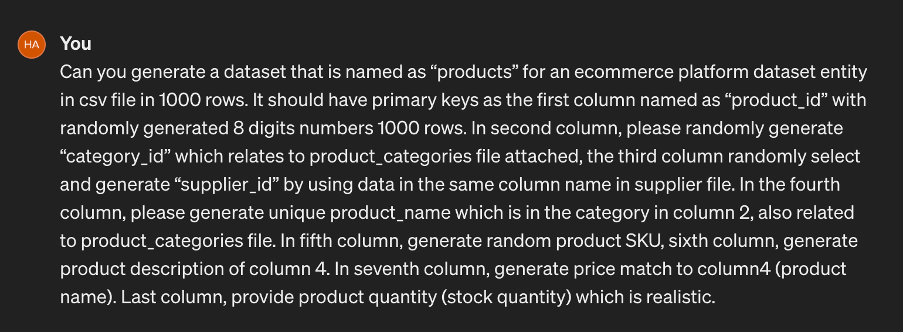 HA You
Can you generate a dataset that is named as “products” for an ecommerce platform dataset entity
in csv file in 1000 rows. It should have primary keys as the first column named as “product_id” with
randomly generated 8 digits numbers 1000 rows. In second column, please randomly generate
“category_id” which relates to product_categories file attached, the third column randomly select
and generate “supplier_id” by using data in the same column name in supplier file. In the fourth
column, please generate unique product_name which is in the category in column 2, also related
to product_categories file. In fifth column, generate random product SKU, sixth column, generate
product description of column 4. In seventh column, generate price match to column4 (product
name). Last column, provide product quantity (stock quantity) which is realistic.